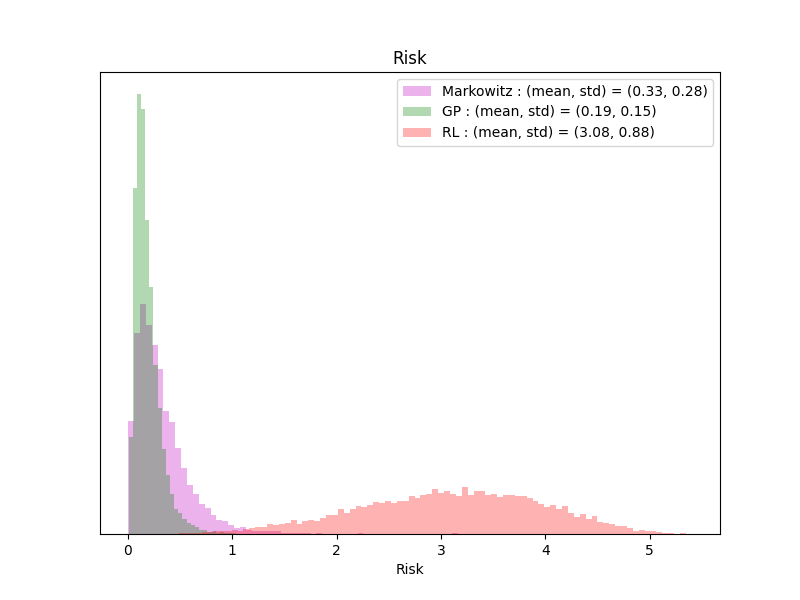 Risk
Markowitz : (mean, std) = (0.33, 0.28)
GP : (mean, std) = (0.19, 0.15)
RL : (mean, std) = (3.08, 0.88)
0 1 2 3 4 5
Risk